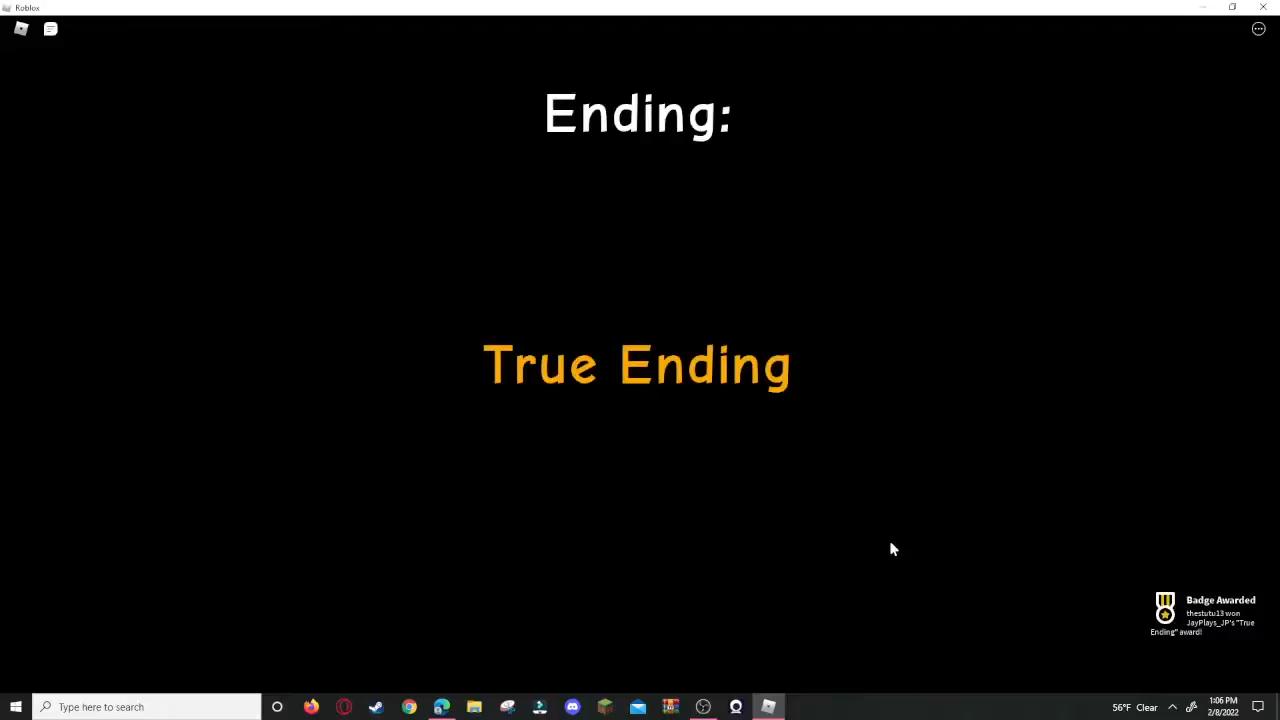 Roblox
Ending:
True Ending
Badge Awarded
thestutu13 won
JayPlays_JP's "True
Ending" award!
Type here to search
56°F Clear
1:06 PM
2/8/2022